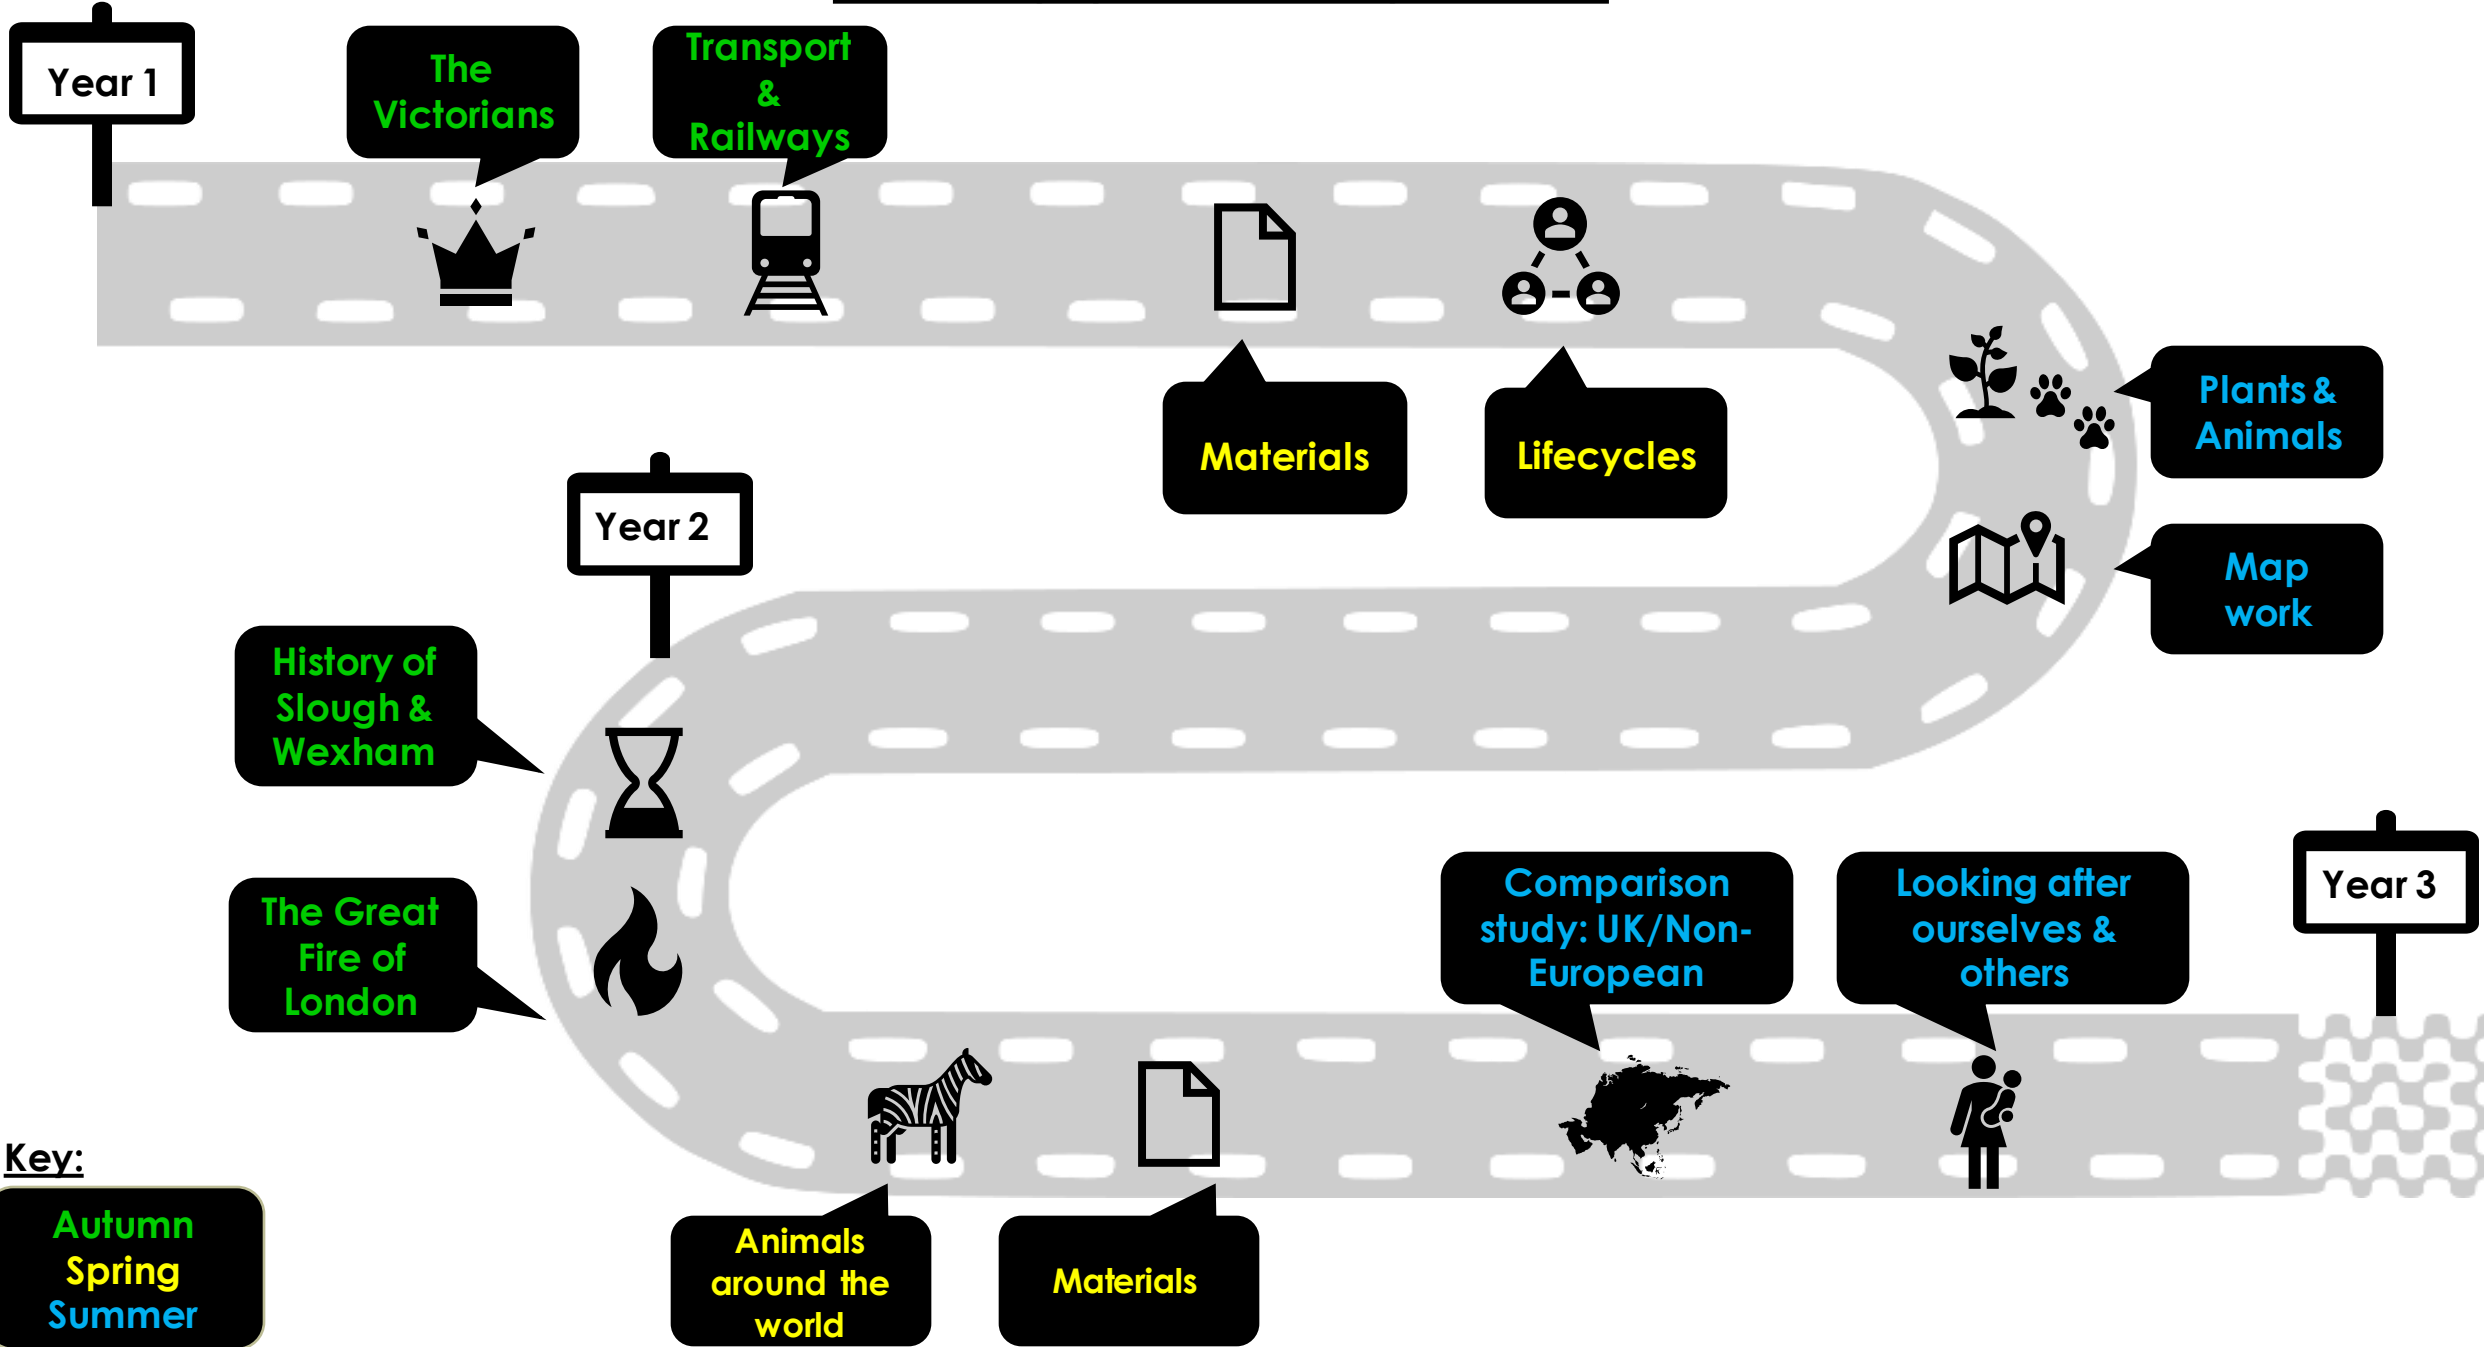 Year 1
The
Victorians
Transport
&
Railways
Materials
Lifecycles
Plants &
Animals
Map
work
Year 2
History of
Slough &
Wexham
The Great
Fire of
London
Animals
around the
world
Materials
Comparison
study: UK/Non-
European
Looking after
ourselves &
others
Year 3
Key:
Autumn
Spring
Summer